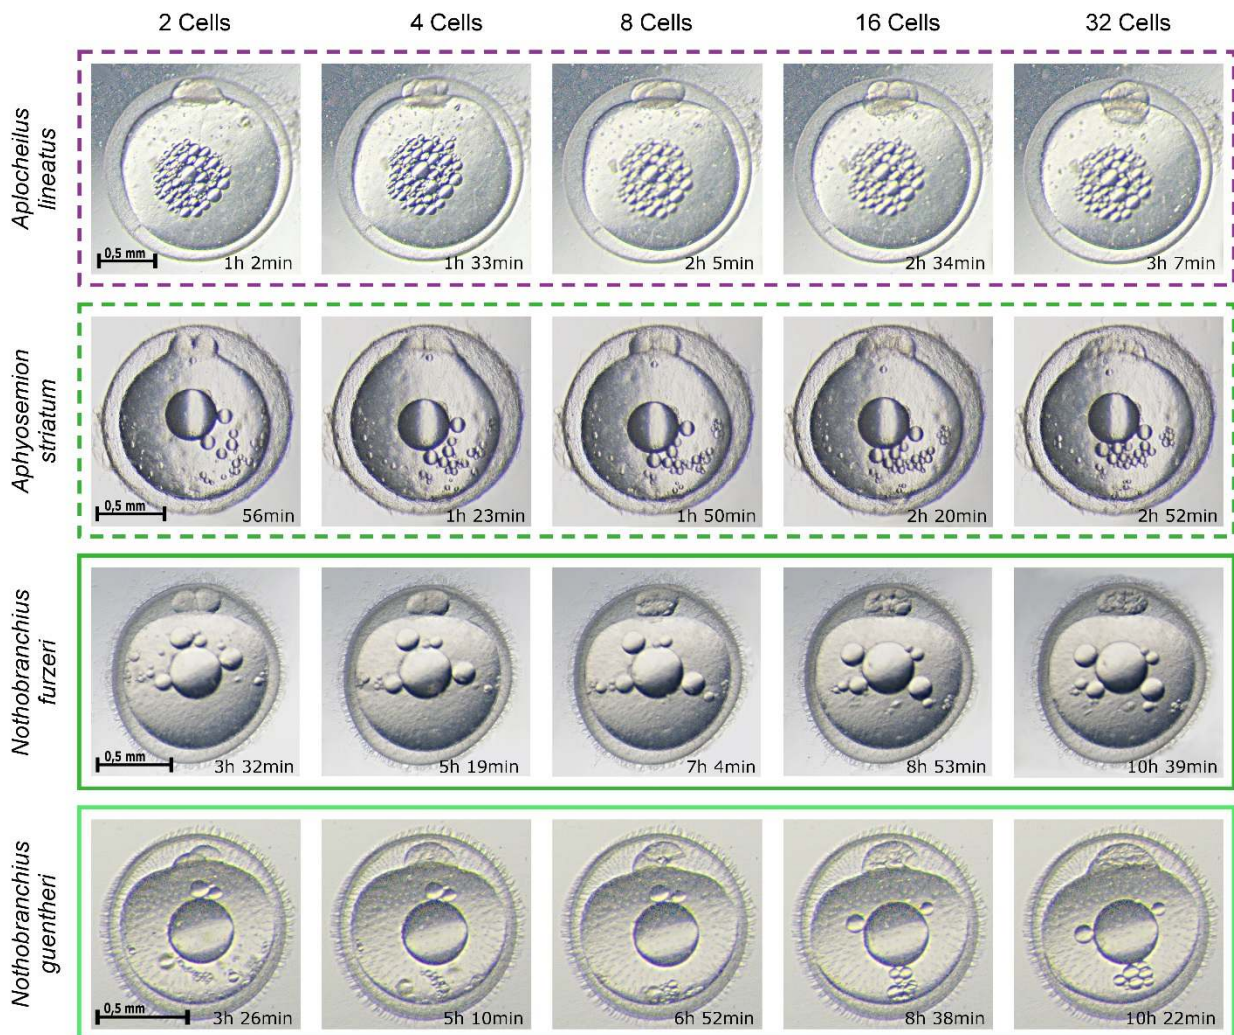 2 Cells 4 Cells 8 Cells 16 Cells 32 Cells
Aplocheilus
lineatus
0,5 mm
1h 2min 1h 33min 2h 5min 2h 34min 3h 7min
Aphyosemion
striatum
0,5 mm
56min 1h 23min 1h 50min 2h 20min 2h 52min
Nothobranchius
furzeri
0,5 mm
3h 32min 5h 19min 7h 4min 8h 53min 10h 39min
Nothobranchius
guentheri
0,5 mm
3h 26min 5h 10min 6h 52min 8h 38min 10h 22min